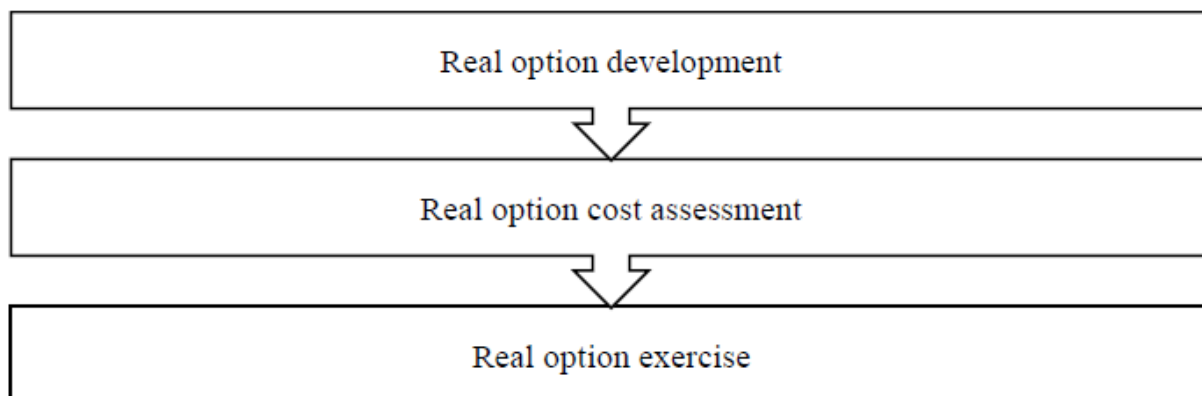 Real option development
Real option cost assessment
Real option exercise